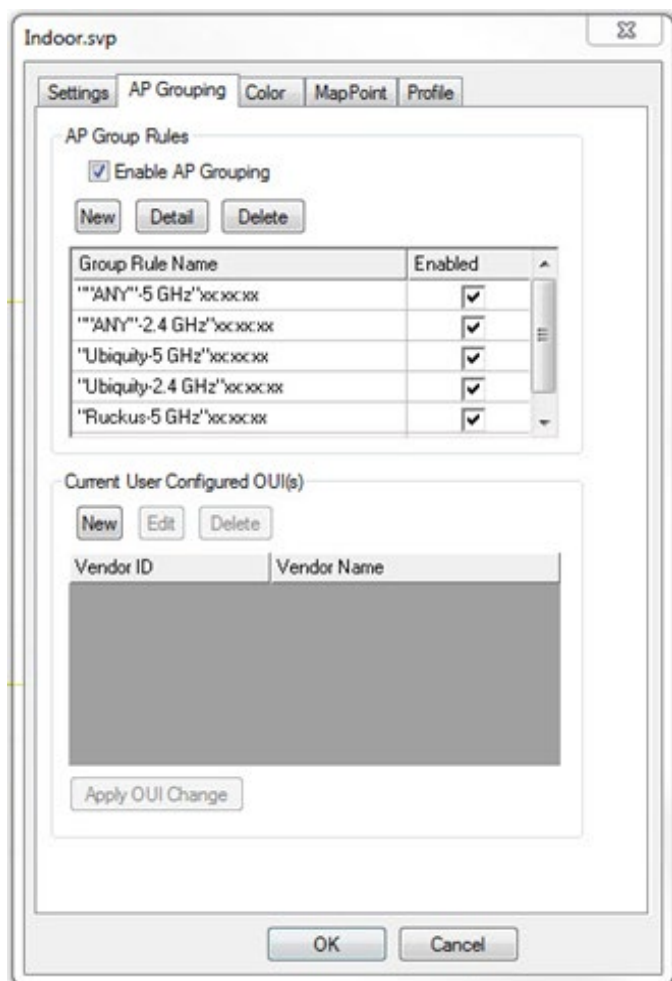 Indoor.svp
Settings AP Grouping Color MapPoint Profile
AP Group Rules
Enable AP Grouping
New Detail Delete
Group Rule Name Enabled
"""ANY"'-5 GHz"xx:xx:xx
"""ANY"'-2.4 GHz"xx:xx:xx
"Ubiquity-5 GHz"xx:xx:xx
"Ubiquity-2.4 GHz"xx:xx:xx
"Ruckus-5 GHz"xx:xx:xx
Current User Configured OUI(s)
New Edit Delete
Vendor ID Vendor Name
Apply OUI Change
OK Cancel